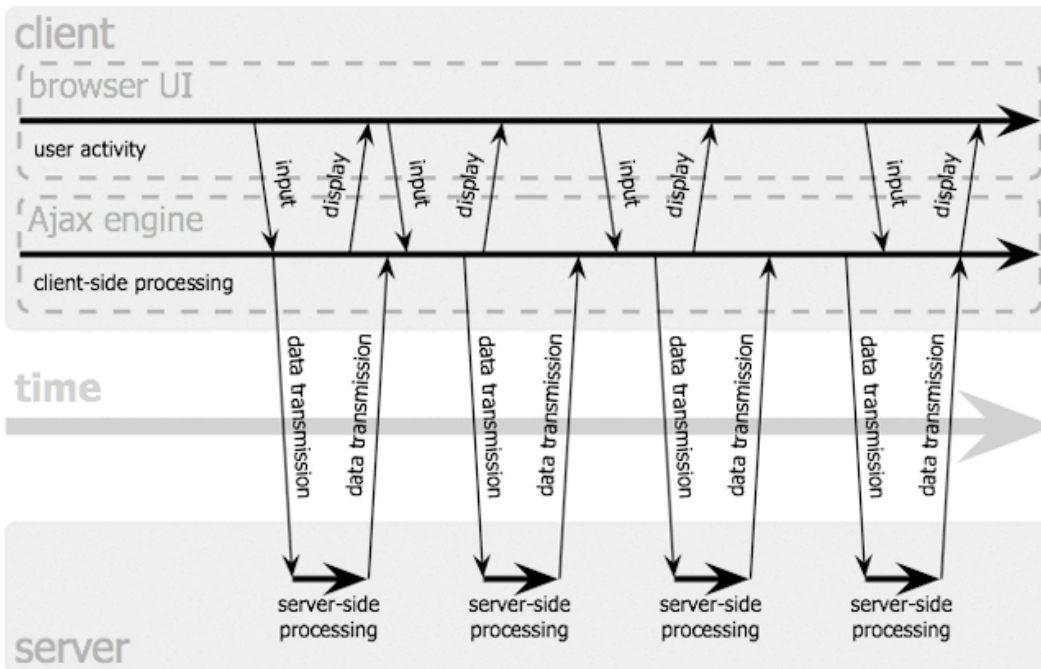 client
browser UI
user activity
input
display
input
display
input
display
input
display
Ajax engine
client-side processing
data transmission
data transmission
data transmission
data transmission
data transmission
data transmission
data transmission
data transmission
time
server-side
processing
server-side
processing
server-side
processing
server-side
processing
server